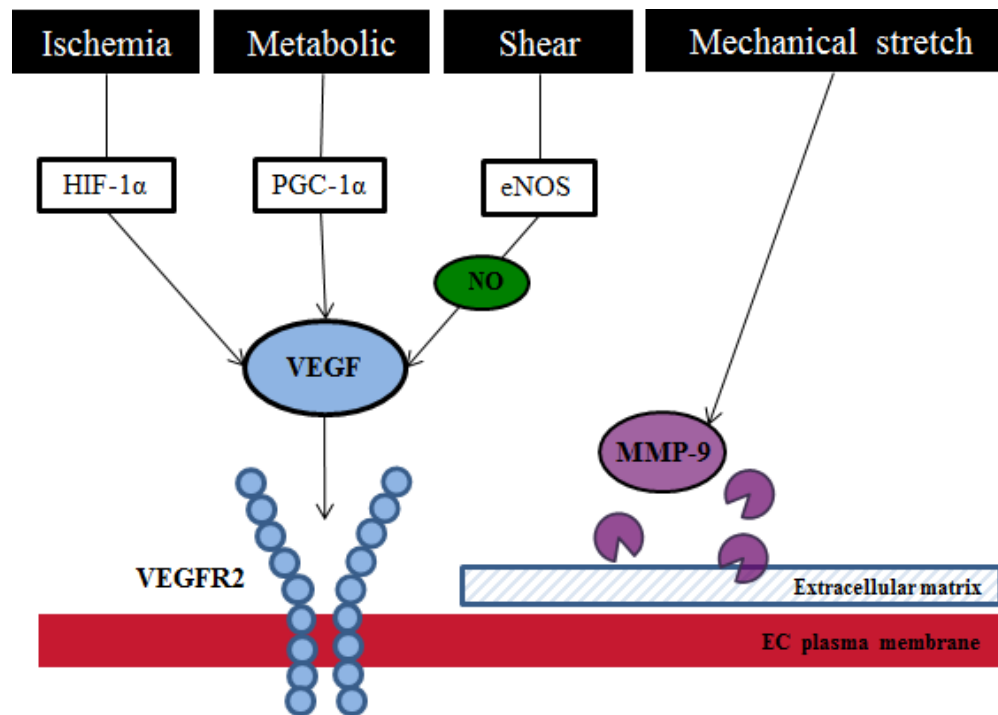 Ischemia
Metabolic
Shear
Mechanical stretch
HIF-1α
PGC-1α
eNOS
NO
VEGF
MMP-9
VEGFR2
Extracellular matrix
EC plasma membrane